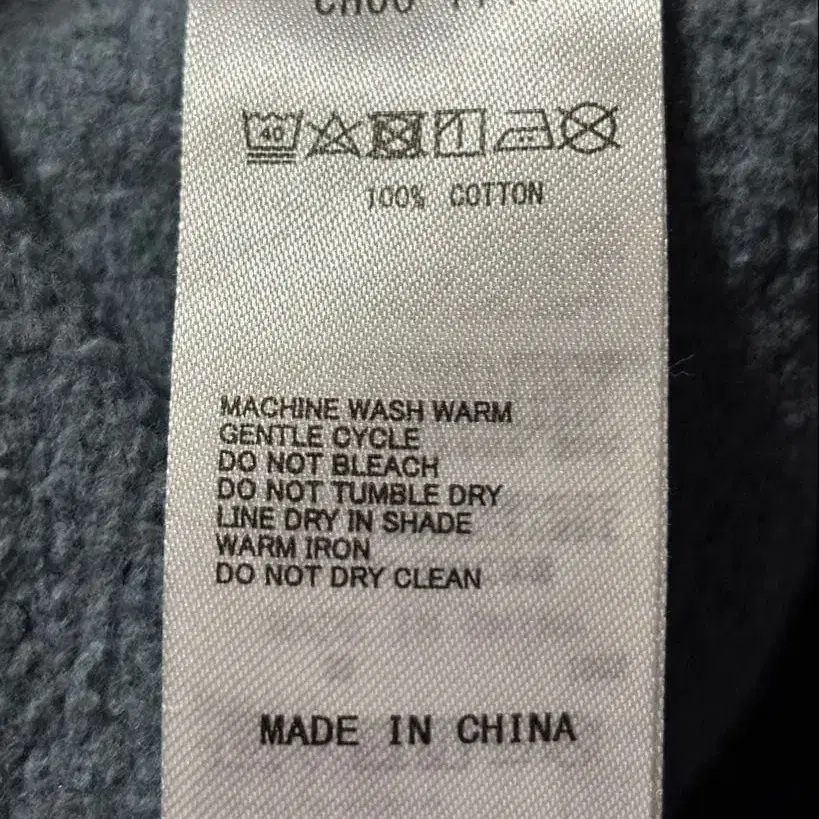 40
100% COTTON
MACHINE WASH WARM
GENTLE CYCLE
DO NOT BLEACH
DO NOT TUMBLE DRY
LINE DRY IN SHADE
WARM IRON
DO NOT DRY CLEAN
MADE IN CHINA